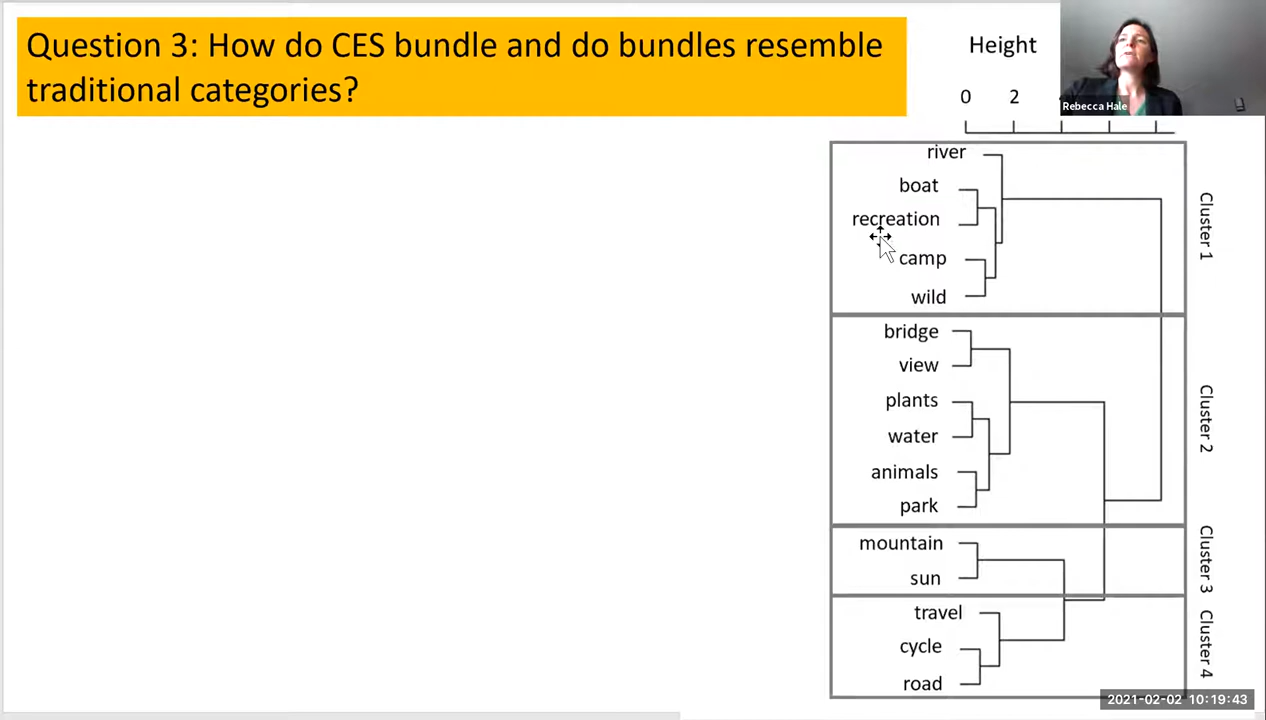 Question 3: How do CES bundle and do bundles resemble
traditional categories?
Height
0 2
Rebecca Hale
river
boat
recreation
camp
wild
Cluster 1
bridge
view
plants
water
animals
park
Cluster 2
mountain
sun
Cluster 3
travel
cycle
road
Cluster 4
2021-02-02 10:19:43